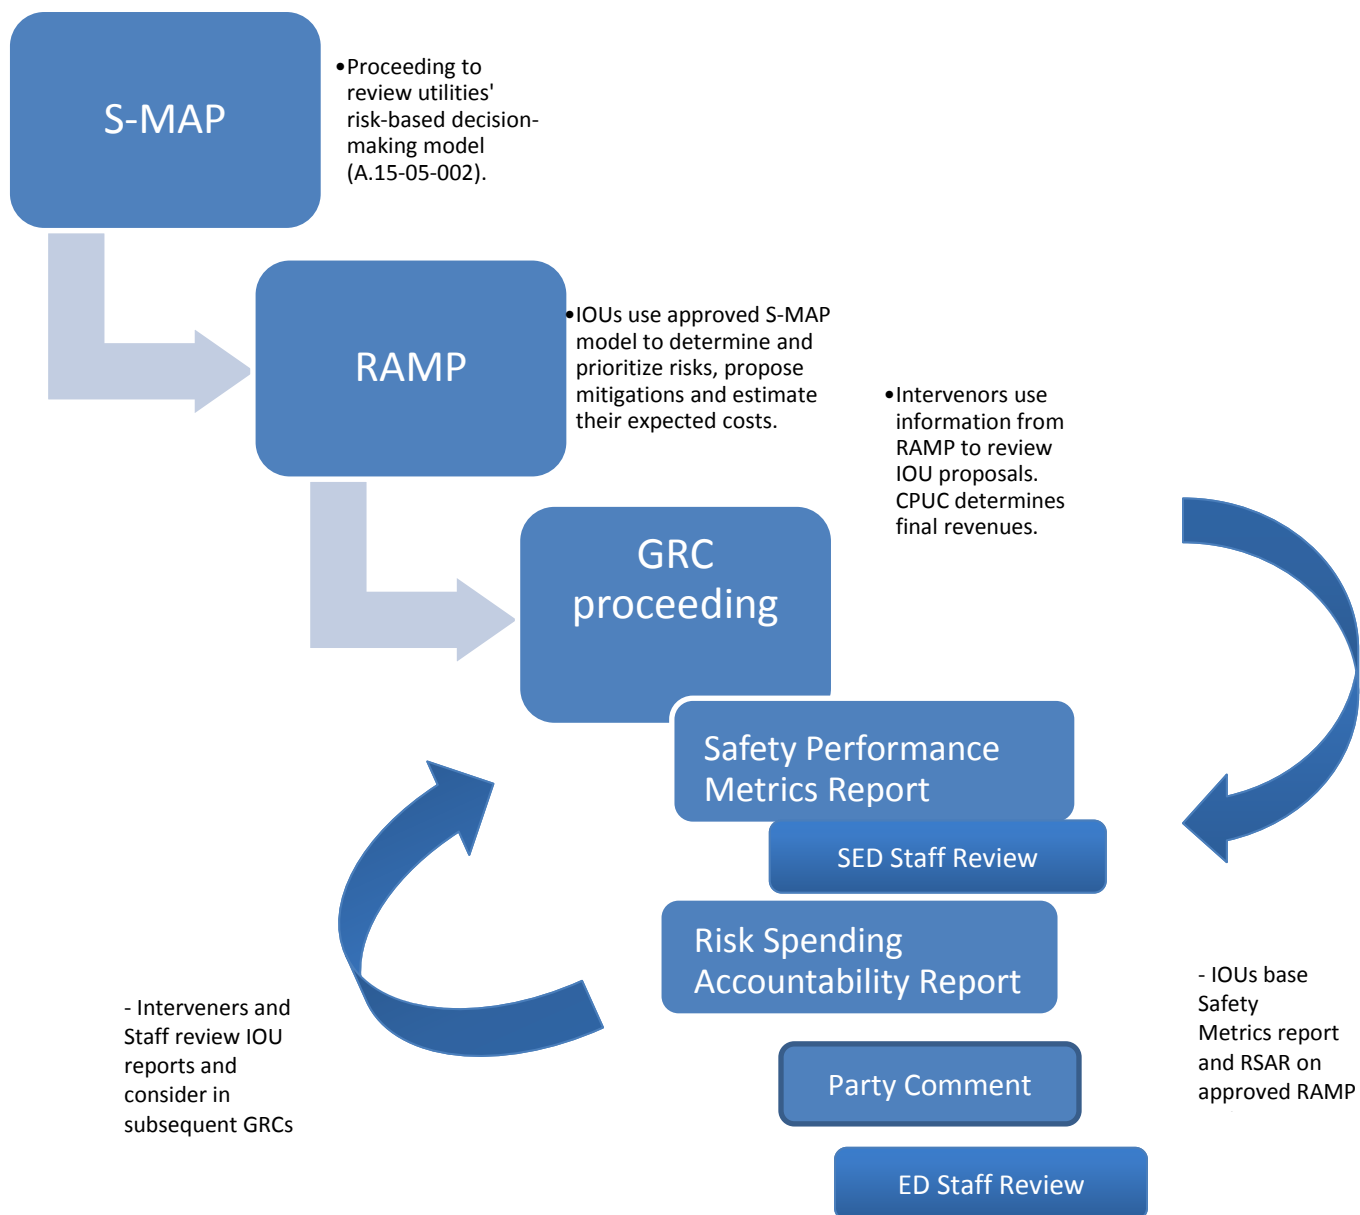 S-MAP
•Proceeding to
review utilities'
risk-based decision-
making model
(A.15-05-002).
RAMP
•IOUs use approved S-MAP
model to determine and
prioritize risks, propose
mitigations and estimate
their expected costs.
•Intervenors use
information from
RAMP to review
IOU proposals.
CPUC determines
final revenues.
GRC
proceeding
Safety Performance
Metrics Report
SED Staff Review
Risk Spending
Accountability Report
Party Comment
ED Staff Review
- IOUs base
Safety
Metrics report
and RSAR on
approved RAMP
- Interveners and
Staff review IOU
reports and
consider in
subsequent GRCs